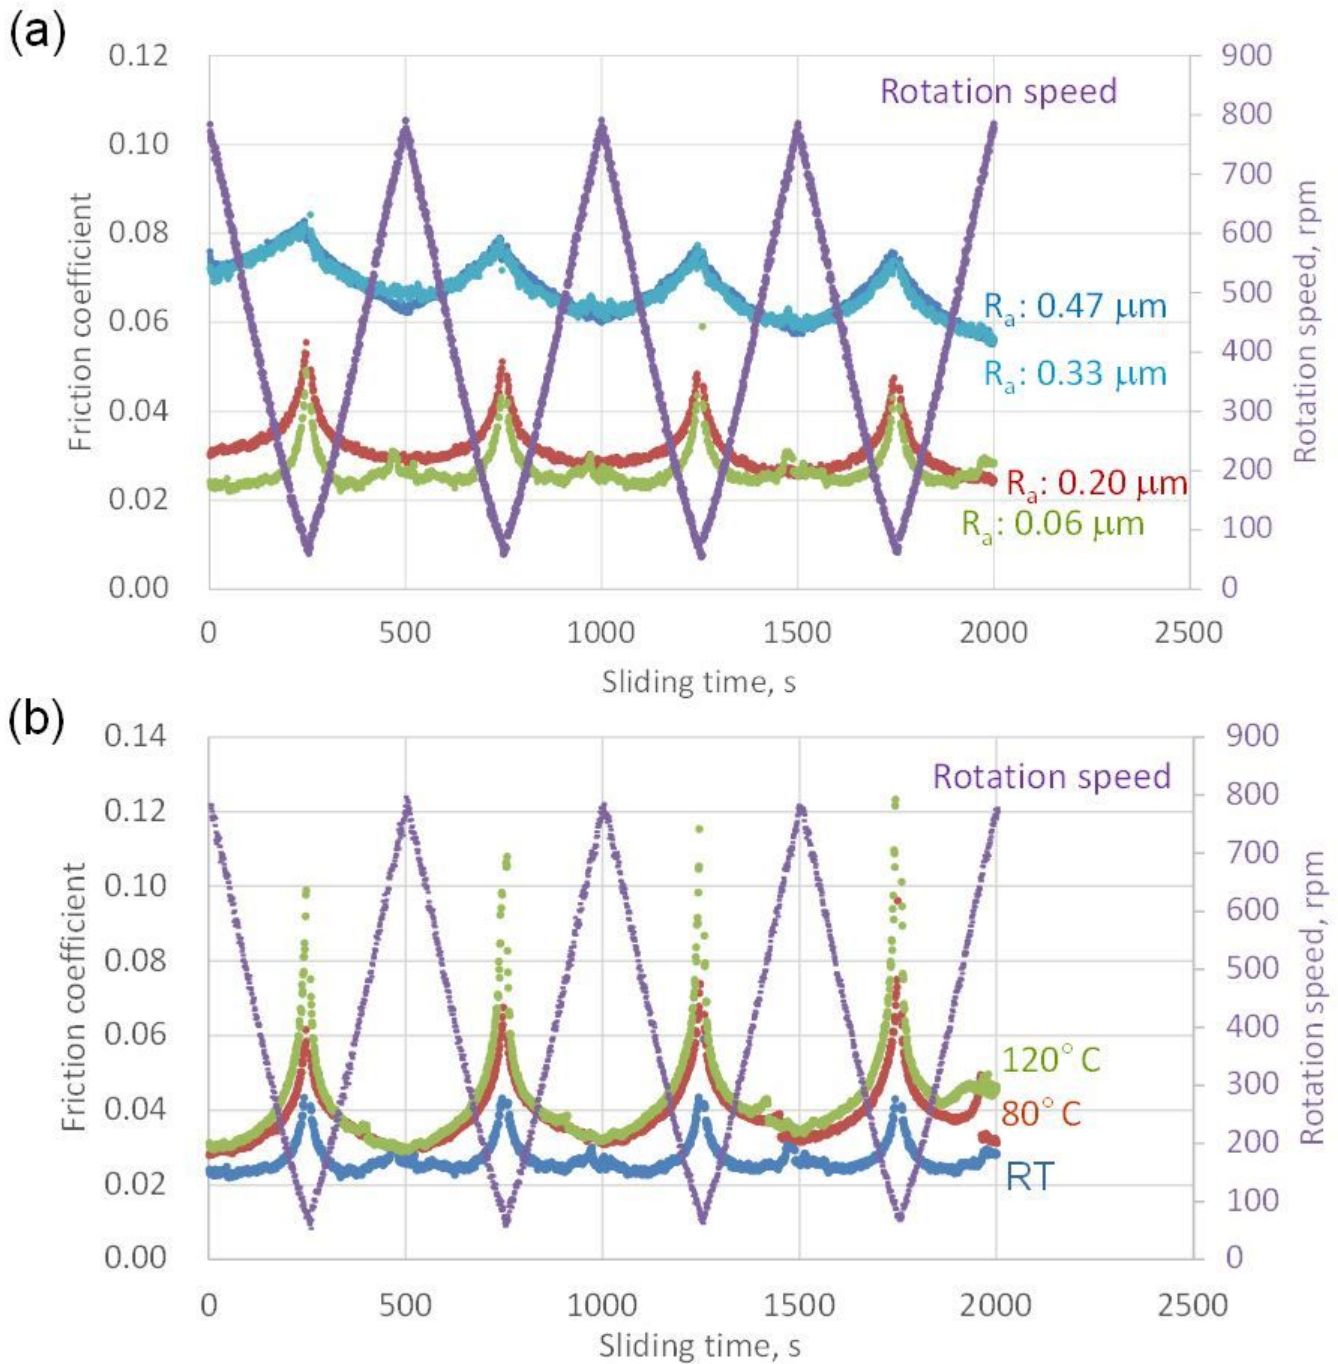 (a)
0.12
900
Rotation speed
800
0.10
700
0.08
600
500
0.06
R_a: 0.47 μm
400
R_a: 0.33 μm
0.04
300
200
R_a: 0.20 μm
0.02
R_a: 0.06 μm
100
0.00
0
Friction coefficient
Rotation speed, rpm
0 500 1000 1500 2000 2500
Sliding time, s
(b)
0.14
900
Rotation speed
800
0.12
700
0.10
600
500
0.08
400
0.06
120°C
300
0.04
80°C
200
0.02
RT
100
0.00
0
Friction coefficient
Rotation speed, rpm
0 500 1000 1500 2000 2500
Sliding time, s